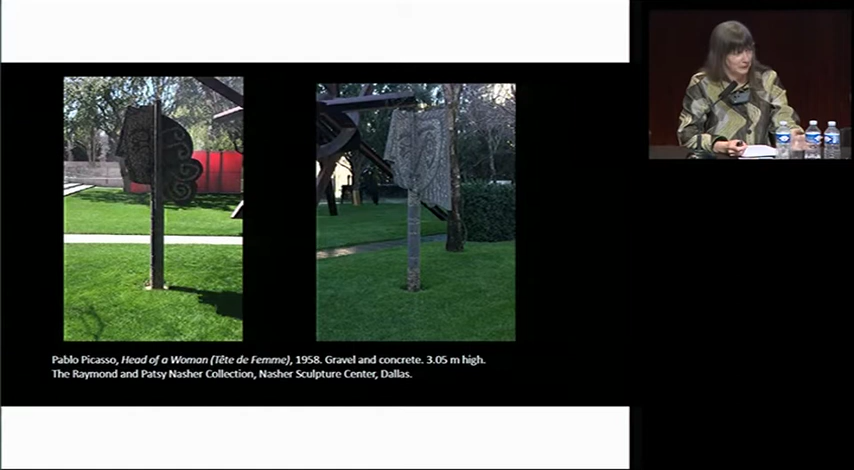 Pablo Picasso, Head of a Woman (Tête de Femme), 1958. Gravel and concrete. 3.05 m high.
The Raymond and Patsy Nasher Collection, Nasher Sculpture Center, Dallas.